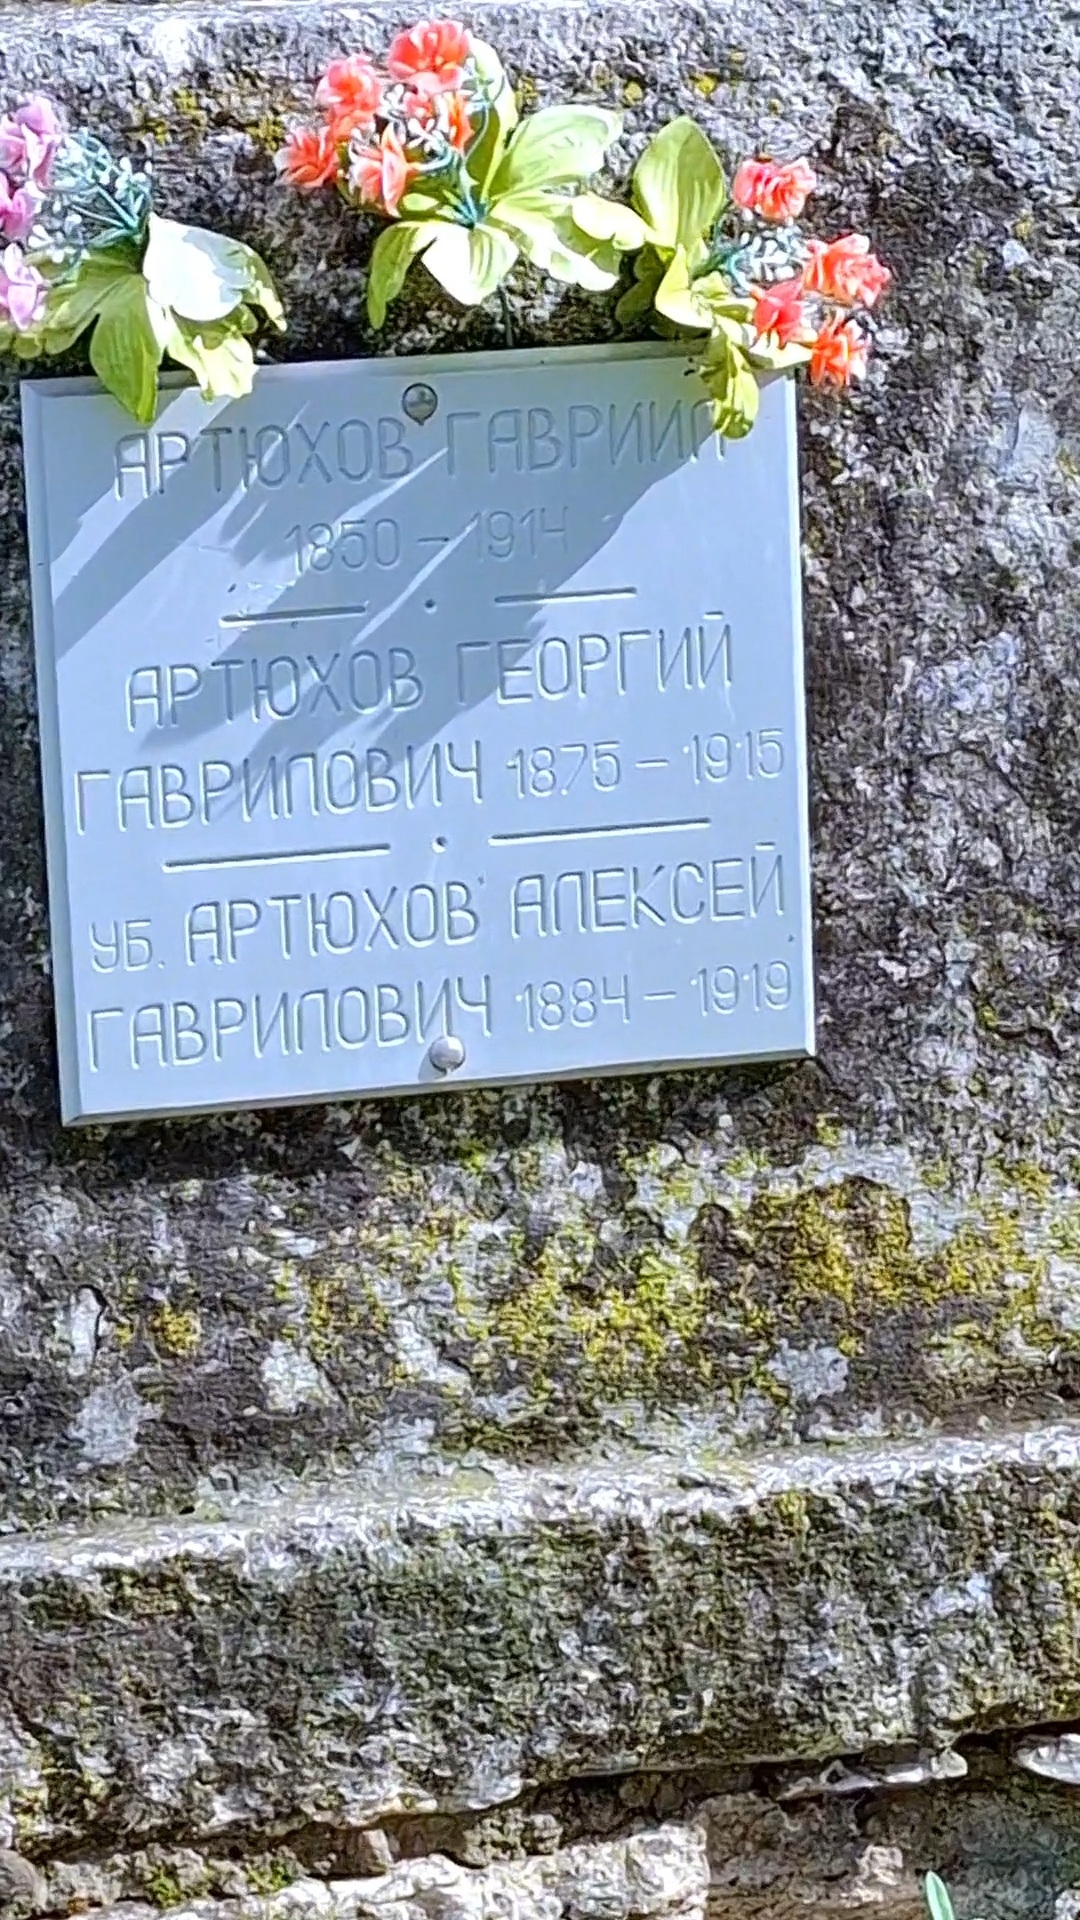 АРТЮХОВ ГАВРИИЛ
1850 – 1914
АРТЮХОВ ГЕОРГИЙ
ГАВРИЛОВИЧ 1875 – 1915
УБ. АРТЮХОВ АЛЕКСЕЙ
ГАВРИЛОВИЧ 1884 – 1919